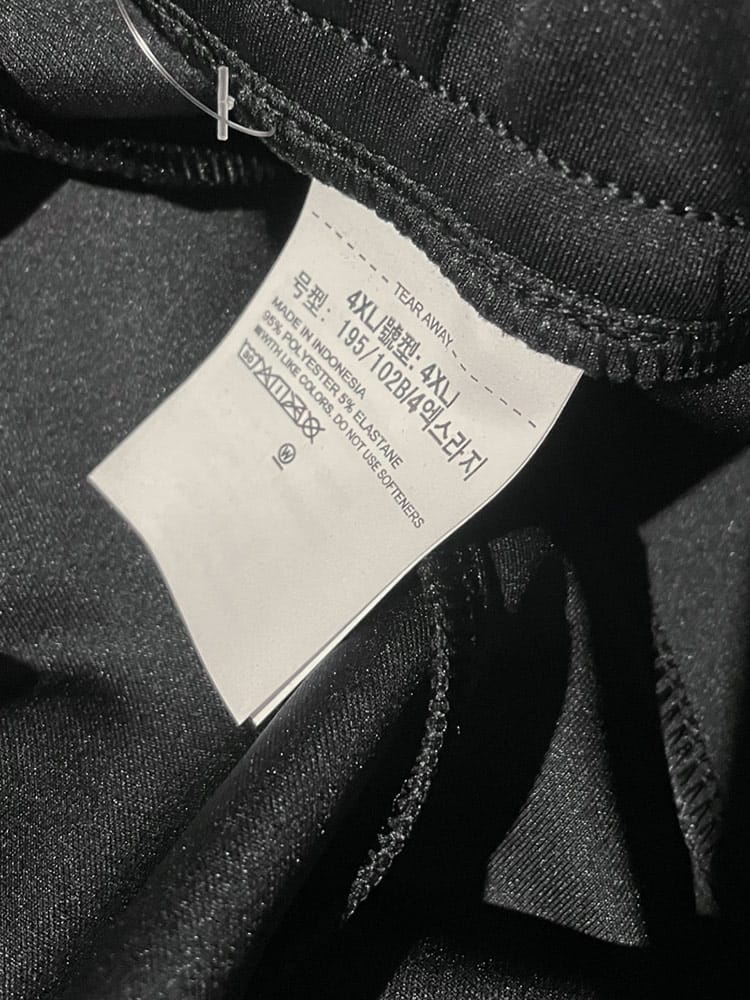 TEAR AWAY
4XL|號型: 4XL|
号型: 195/102B/4엑스라지
MADE IN INDONESIA
95% POLYESTER 5% ELASTANE
WITH LIKE COLORS, DO NOT USE SOFTENERS
30
W